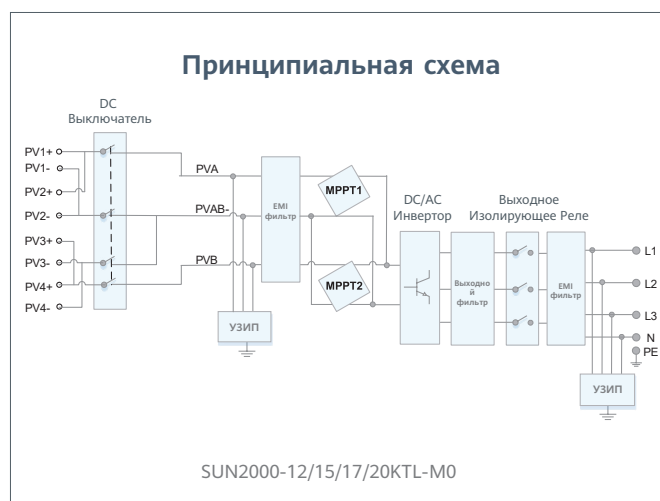 Принципиальная схема
DC
Выключатель
PV1+
PV1-
PV2+
PV2-
PV3+
PV3-
PV4+
PV4-
PVA
PVAB-
PVB
EMI
фильтр
УЗИП
MPPT1
MPPT2
DC/AC
Инвертор
Выходно
й
фильтр
Выходное
Изолирующее Реле
EMI
фильтр
L1
L2
L3
N
PE
УЗИП
SUN2000-12/15/17/20KTL-M0